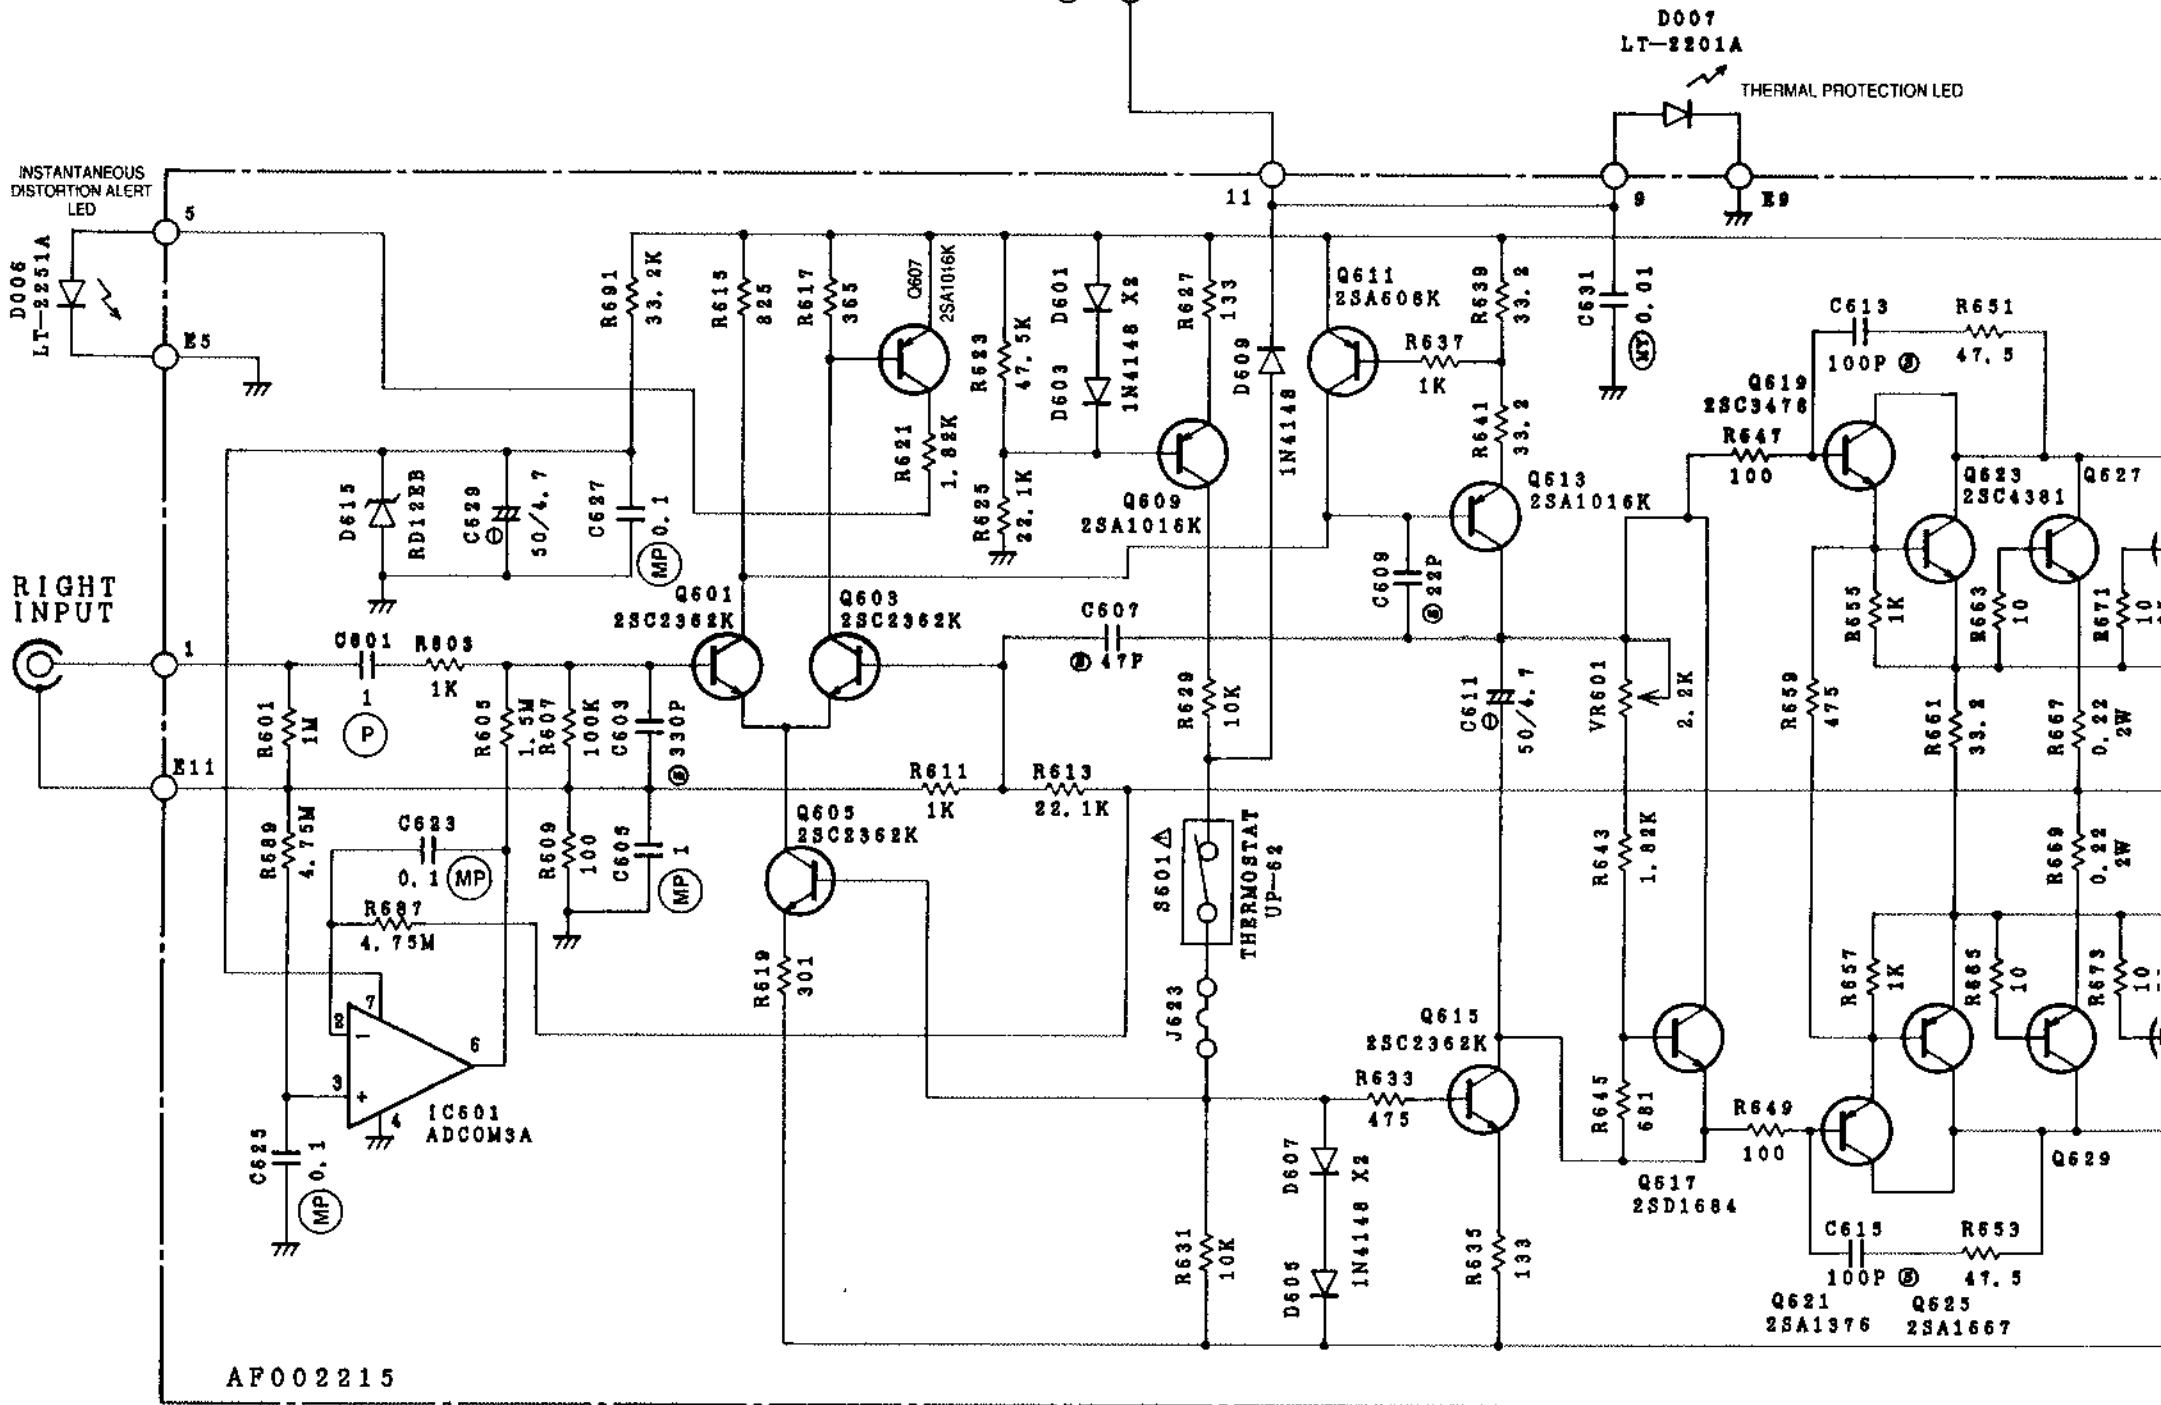 D007
LT-2201A
THERMAL PROTECTION LED
INSTANTANEOUS
DISTORTION ALERT
LED
D006
LT-2251A
5
E5
11
9
E9
R691
33.2K
R615
825
R617
365
Q607
2SA1016K
R621
1.82K
R623
47.5K
R625
22.1K
D601
D603
1N4148 X2
R627
133
Q609
2SA1016K
D609
1N4148
Q611
2SA608K
R637
1K
R639
33.2
R641
33.2
Q613
2SA1016K
C631
MY
0.01
C613
100P S
R651
47.5
Q619
2SC3478
R647
100
Q623
2SC4381
Q627
D615
RD12EB
C629
50/4.7
C627
0.1
MP
RIGHT
INPUT
1
E11
C601
1
P
R603
1K
Q601
2SC2362K
Q603
2SC2362K
C607
S 47P
C609
S 22P
R601
1M
R605
1.5M
R607
100K
C603
S 330P
R629
10K
C611
50/4.7
VR601
2.2K
R655
1K
R663
10
R671
10
R659
475
R661
33.2
R667
0.22
2W
R611
1K
R613
22.1K
R689
4.75M
C623
0.1
MP
R609
100
C605
1
MP
Q605
2SC2362K
S601
THERMOSTAT
UP-62
R643
1.82K
R669
0.22
2W
R687
4.75M
R619
301
J623
R657
1K
R665
10
R673
10
7
3
6
4
IC601
ADCOM3A
C625
0.1
MP
Q615
2SC2362K
R633
475
R645
681
R649
100
Q617
2SD1684
Q629
D607
D605
1N4148 X2
R631
10K
R635
133
C615
100P S
R653
47.5
Q621
2SA1376
Q625
2SA1667
AF002215